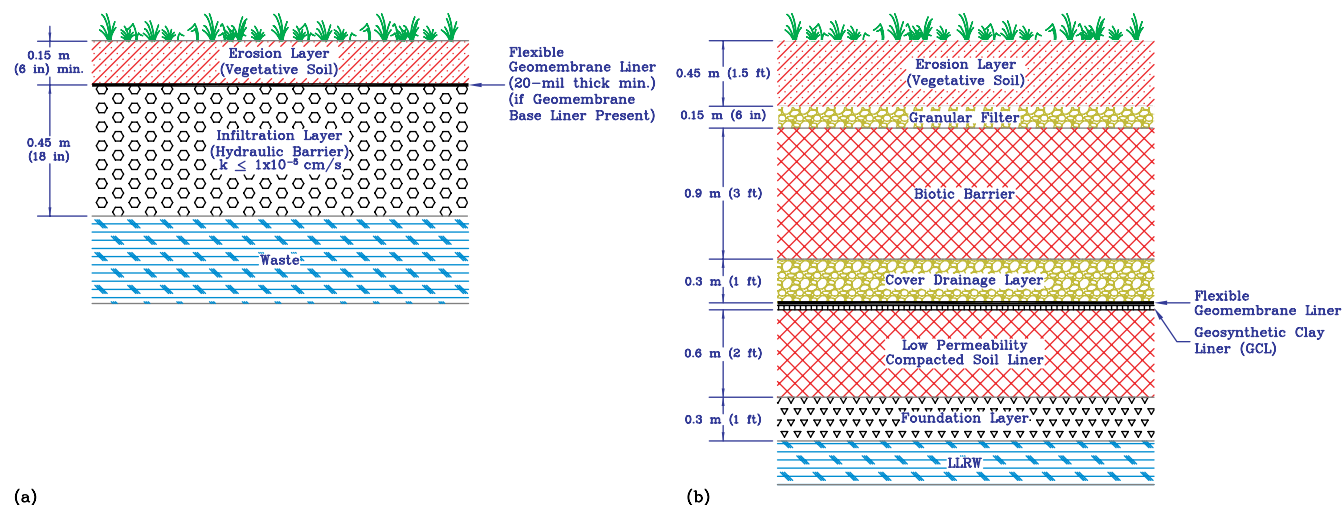 0.15 m
(6 in) min.
Erosion Layer
(Vegetative Soil)
Flexible
Geomembrane Liner
(20-mil thick min.)
(if Geomembrane
Base Liner Present)
0.45 m
(18 in)
Infiltration Layer
(Hydraulic Barrier)
k ≤ 1x10⁻⁵ cm/s
Waste
(a)
0.45 m (1.5 ft)
Erosion Layer
(Vegetative Soil)
0.15 m (6 in)
Granular Filter
0.9 m (3 ft)
Biotic Barrier
0.3 m (1 ft)
Cover Drainage Layer
Flexible
Geomembrane Liner
Geosynthetic Clay
Liner (GCL)
0.6 m (2 ft)
Low Permeability
Compacted Soil Liner
0.3 m (1 ft)
Foundation Layer
LLRW
(b)